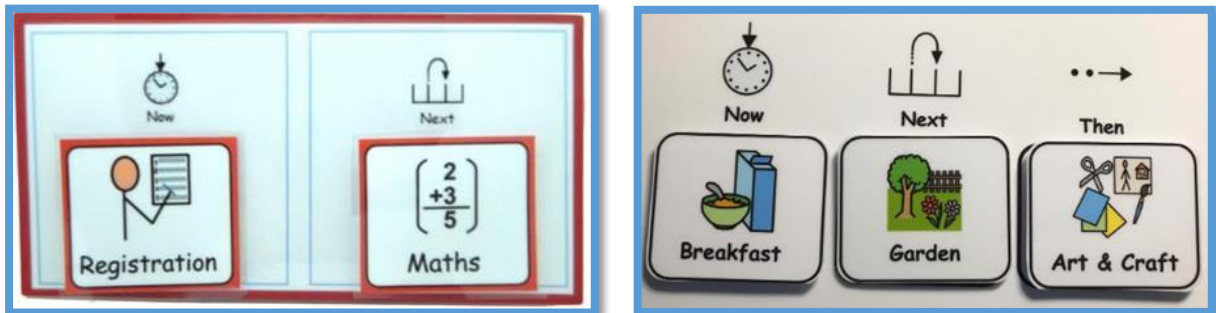 Now
Next
Registration
2
+3
5
Maths
Now
Next
Then
Breakfast
Garden
Art & Craft